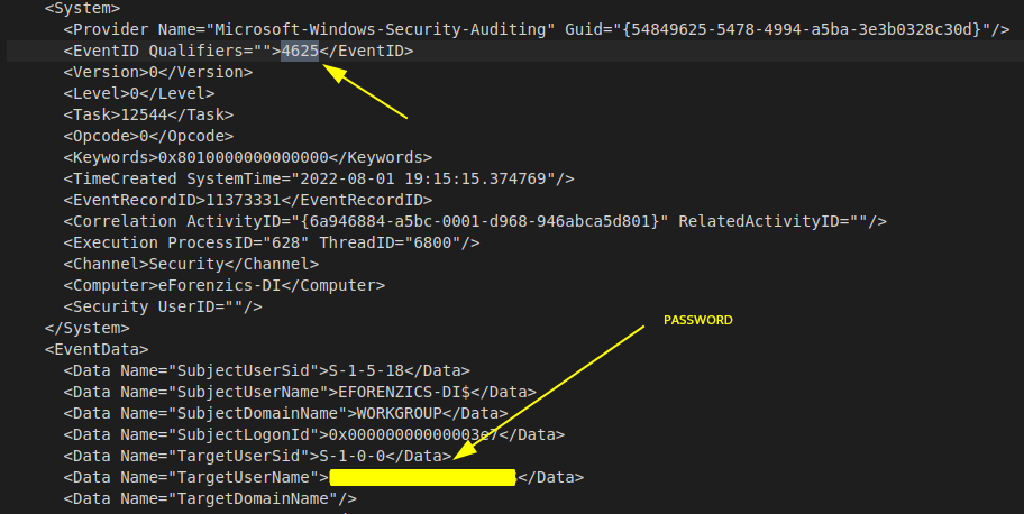 <System>
<Provider Name="Microsoft-Windows-Security-Auditing" Guid="{54849625-5478-4994-a5ba-3e3b0328c30d}"/>
<EventID Qualifiers="">4625</EventID>
<Version>0</Version>
<Level>0</Level>
<Task>12544</Task>
<Opcode>0</Opcode>
<Keywords>0x8010000000000000</Keywords>
<TimeCreated SystemTime="2022-08-01 19:15:15.374769"/>
<EventRecordID>11373331</EventRecordID>
<Correlation ActivityID="{6a946884-a5bc-0001-d968-946abca5d801}" RelatedActivityID=""/>
<Execution ProcessID="628" ThreadID="6800"/>
<Channel>Security</Channel>
<Computer>eForenzics-DI</Computer>
<Security UserID=""/>
</System>
PASSWORD
<EventData>
<Data Name="SubjectUserSid">S-1-5-18</Data>
<Data Name="SubjectUserName">EFORENZICS-DI$</Data>
<Data Name="SubjectDomainName">WORKGROUP</Data>
<Data Name="SubjectLogonId">0x00000000000003e7</Data>
<Data Name="TargetUserSid">S-1-0-0</Data>
<Data Name="TargetUserName"></Data>
<Data Name="TargetDomainName"/>